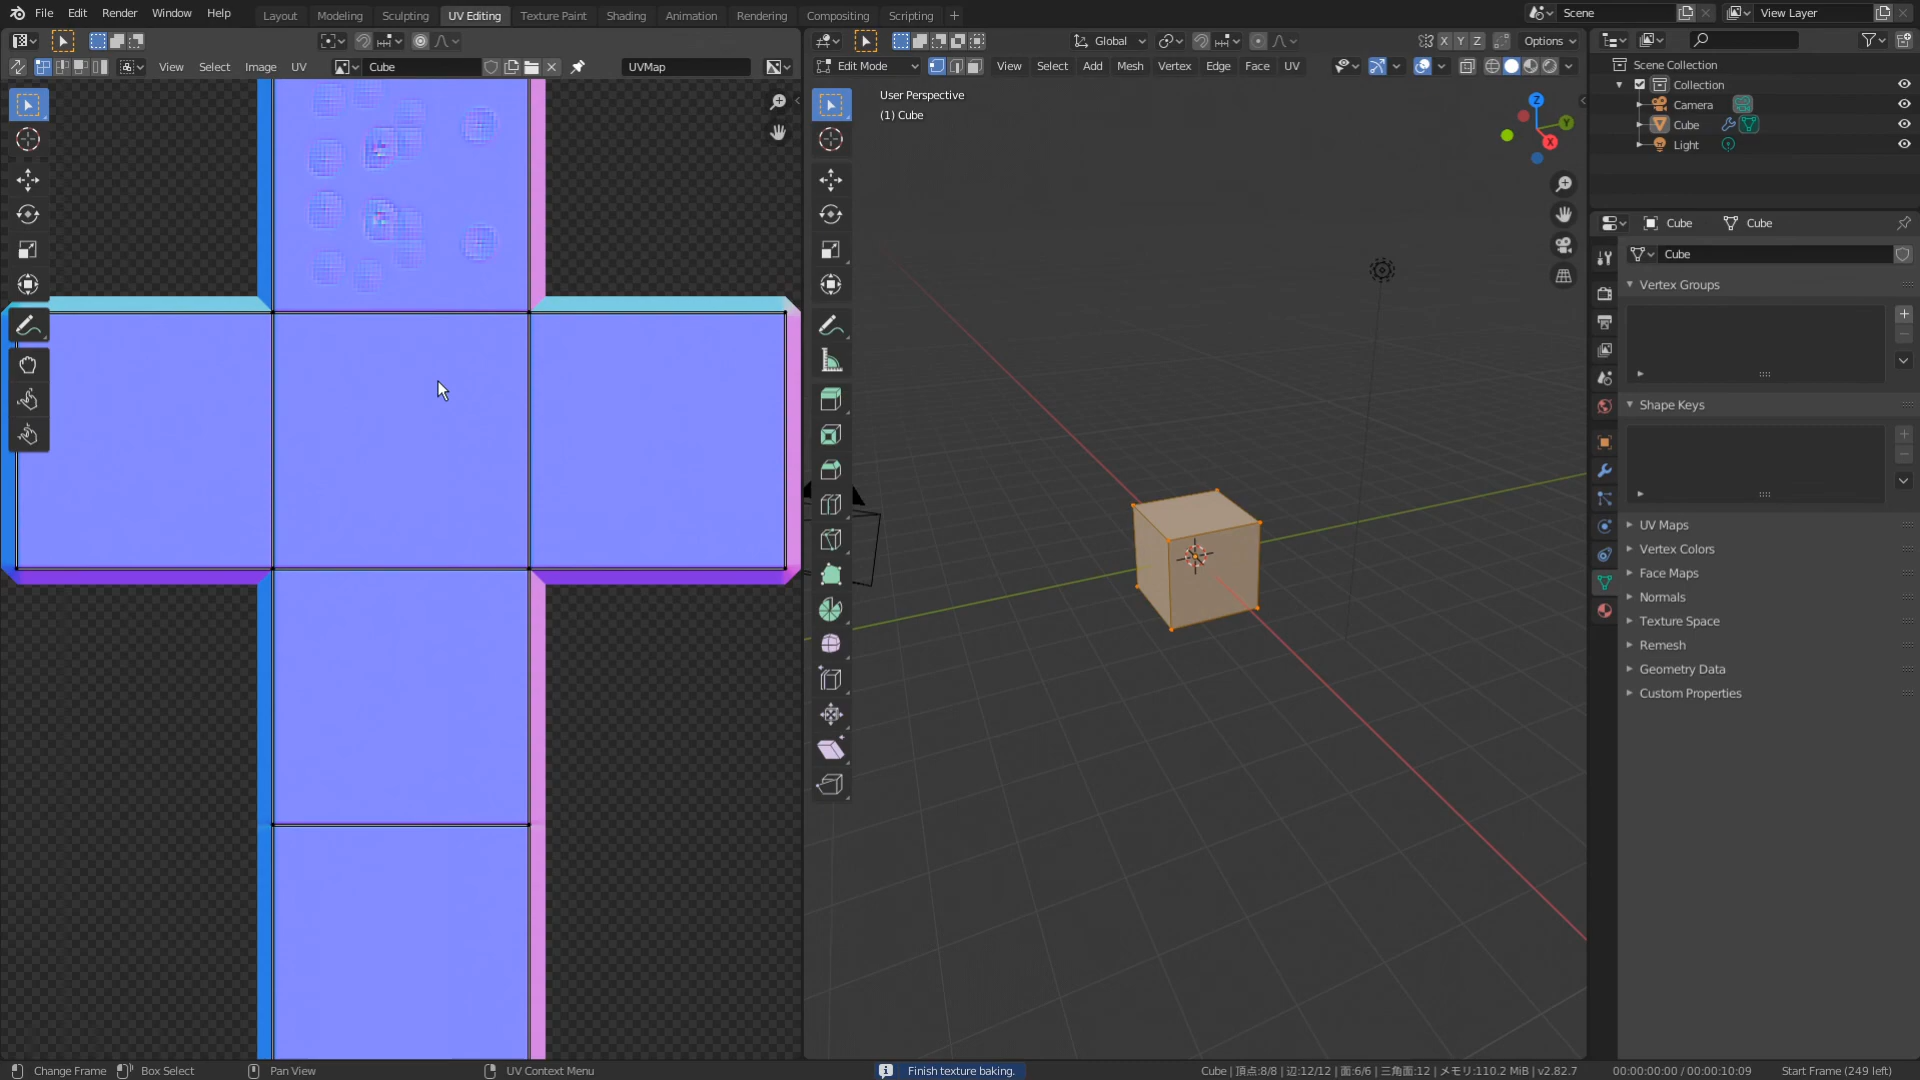 File Edit Render Window Help Layout Modeling Sculpting UV Editing Texture Paint Shading Animation Rendering Compositing Scripting + Scene View Layer
Global X Y Z Options
View Select Image UV Cube UVMap Edit Mode View Select Add Mesh Vertex Edge Face UV
Scene Collection
Collection
Camera
Cube
Light
User Perspective
(1) Cube
Z
Y
X
Cube Cube
Cube
Vertex Groups
Shape Keys
UV Maps
Vertex Colors
Face Maps
Normals
Texture Space
Remesh
Geometry Data
Custom Properties
Change Frame Box Select Pan View UV Context Menu Finish texture baking. Cube | 頂点:8/8 | 辺:12/12 | 面:6/6 | 三角面:12 | メモリ:110.2 MiB | v2.82.7 00:00:00:00 / 00:00:10:09 Start Frame (249 left)